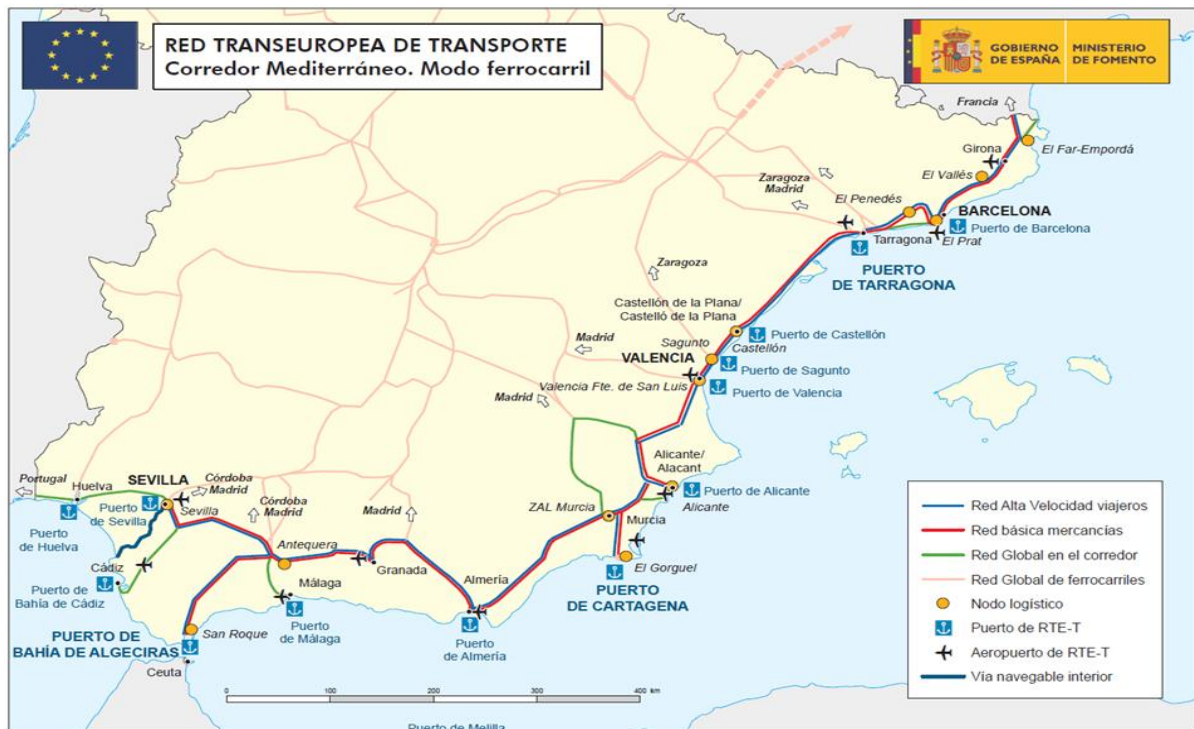 RED TRANSEUROPEA DE TRANSPORTE
Corredor Mediterráneo. Modo ferrocarril
GOBIERNO
DE ESPAÑA
MINISTERIO
DE FOMENTO
Francia
El Far-Empordá
Girona
El Vallés
Zaragoza
Madrid
El Penedés
BARCELONA
Puerto de Barcelona
El Prat
Tarragona
PUERTO
DE TARRAGONA
Zaragoza
Castellón de la Plana/
Castelló de la Plana
Puerto de Castellón
Castellón
Sagunto
Madrid
VALENCIA
Puerto de Sagunto
Valencia Fte. de San Luis
Puerto de Valencia
Madrid
Alicante/
Alacant
Puerto de Alicante
Alicante
Portugal
Huelva
SEVILLA
Córdoba
Madrid
Puerto
de Sevilla
Sevilla
Puerto
de Huelva
Córdoba
Madrid
Madrid
ZAL Murcia
Murcia
El Gorguel
PUERTO
DE CARTAGENA
Antequera
Granada
Almería
Cádiz
Puerto de
Bahía de Cádiz
Málaga
Puerto
de Málaga
Puerto
de Almería
PUERTO DE
BAHÍA DE ALGECIRAS
San Roque
Ceuta
0 100 200 300 400 km
Puerto de Melilla
Red Alta Velocidad viajeros
Red básica mercancías
Red Global en el corredor
Red Global de ferrocarriles
Nodo logístico
Puerto de RTE-T
Aeropuerto de RTE-T
Vía navegable interior